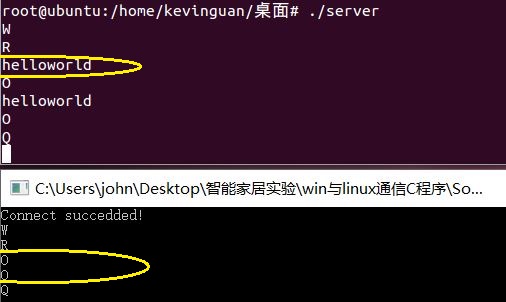 root@ubuntu:/home/kevinguan/桌面# ./server
W
R
helloworld
O
helloworld
O
Q
C:\Users\john\Desktop\智能家居实验\win与linux通信C程序\So...
Connect succedded!
W
R
O
O
Q